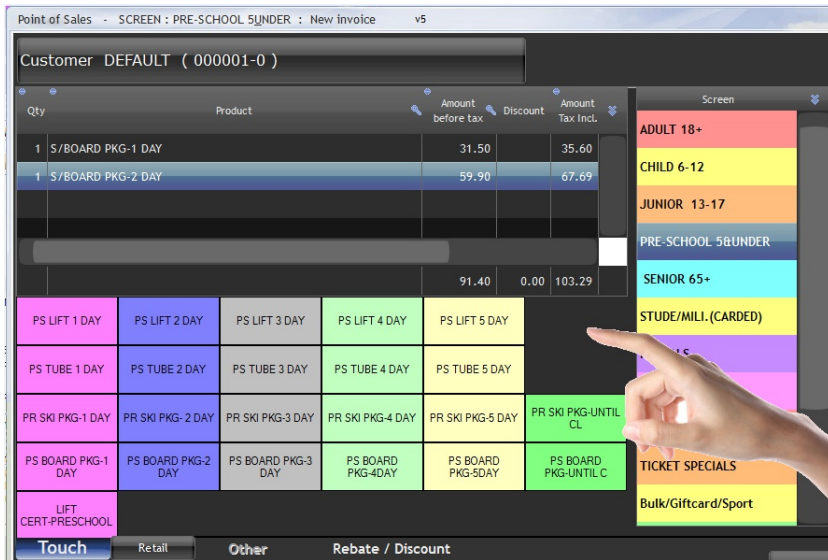 Point of Sales - SCREEN : PRE-SCHOOL 5UNDER : New invoice v5
Customer DEFAULT ( 000001-0 )
Qty Product Amount before tax Discount Amount Tax Incl.
1 S/BOARD PKG-1 DAY 31.50 35.60
1 S/BOARD PKG-2 DAY 59.90 67.69
91.40 0.00 103.29
Screen
ADULT 18+
CHILD 6-12
JUNIOR 13-17
PRE-SCHOOL 5&UNDER
SENIOR 65+
STUDE/MILI.(CARDED)
TICKET SPECIALS
Bulk/Giftcard/Sport
PS LIFT 1 DAY PS LIFT 2 DAY PS LIFT 3 DAY PS LIFT 4 DAY PS LIFT 5 DAY
PS TUBE 1 DAY PS TUBE 2 DAY PS TUBE 3 DAY PS TUBE 4 DAY PS TUBE 5 DAY
PR SKI PKG-1 DAY PR SKI PKG- 2 DAY PR SKI PKG-3 DAY PR SKI PKG-4 DAY PR SKI PKG-5 DAY PR SKI PKG-UNTIL CL
PS BOARD PKG-1 DAY PS BOARD PKG-2 DAY PS BOARD PKG-3 DAY PS BOARD PKG-4DAY PS BOARD PKG-5DAY PS BOARD PKG-UNTIL C
LIFT CERT-PRESCHOOL
Touch Retail Other Rebate / Discount